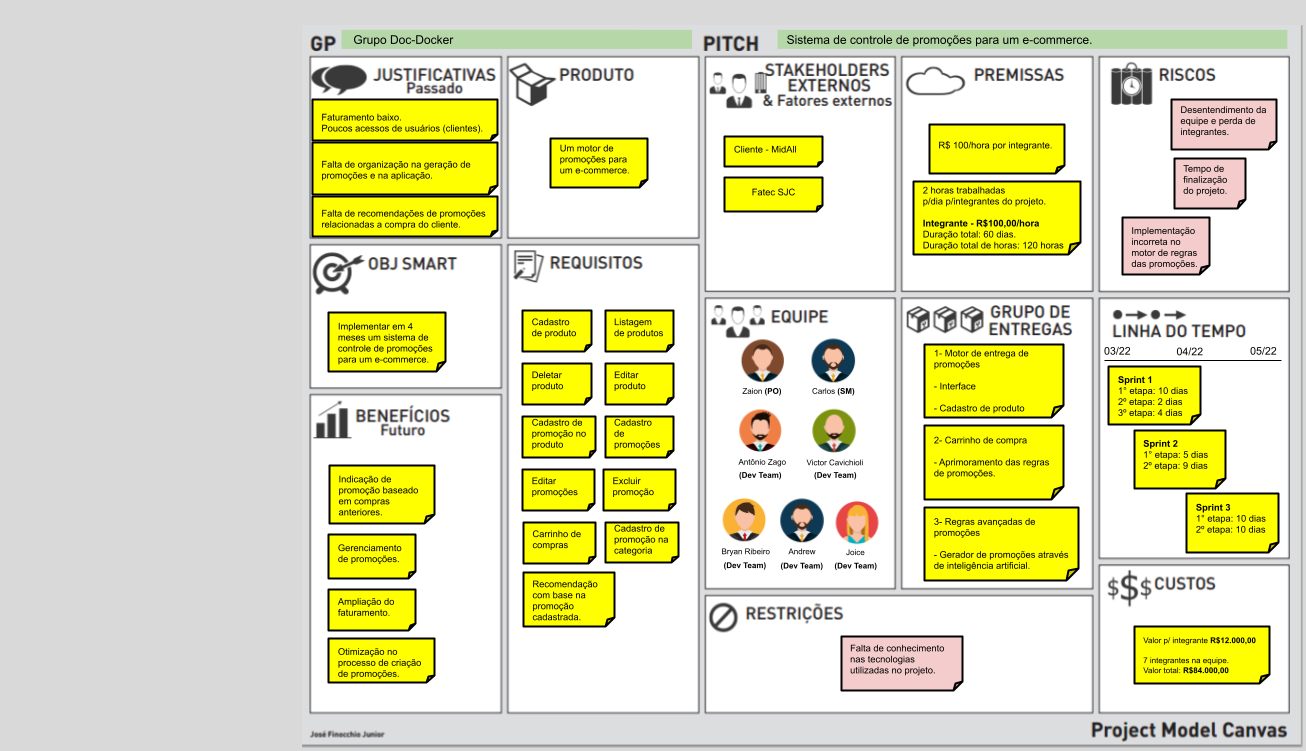 GP
Grupo Doc-Docker
PITCH
Sistema de controle de promoções para um e-commerce.
JUSTIFICATIVAS
Passado
Faturamento baixo.
Poucos acessos de usuários (clientes).
Falta de organização na geração de
promoções e na aplicação.
Falta de recomendações de promoções
relacionadas a compra do cliente.
OBJ SMART
Implementar em 4
meses um sistema de
controle de promoções
para um e-commerce.
BENEFÍCIOS
Futuro
Indicação de
promoção baseado
em compras
anteriores.
Gerenciamento
de promoções.
Ampliação do
faturamento.
Otimização no
processo de criação
de promoções.
PRODUTO
Um motor de
promoções para
um e-commerce.
REQUISITOS
Cadastro
de produto
Listagem
de produtos
Deletar
produto
Editar
produto
Cadastro de
promoção no
produto
Cadastro
de
promoções
Editar
promoções
Excluir
promoção
Carrinho de
compras
Cadastro de
promoção na
categoria
Recomendação
com base na
promoção
cadastrada.
STAKEHOLDERS
EXTERNOS
& Fatores externos
Cliente - MidAll
Fatec SJC
EQUIPE
Zaion (PO)
Carlos (SM)
Antônio Zago
(Dev Team)
Victor Cavichioli
(Dev Team)
Bryan Ribeiro
(Dev Team)
Andrew
(Dev Team)
Joice
(Dev Team)
PREMISSAS
R$ 100/hora por integrante.
2 horas trabalhadas
p/dia p/integrantes do projeto.
Integrante - R$100,00/hora
Duração total: 60 dias.
Duração total de horas: 120 horas
GRUPO DE
ENTREGAS
1- Motor de entrega de
promoções
- Interface
- Cadastro de produto
2- Carrinho de compra
- Aprimoramento das regras
de promoções.
3- Regras avançadas de
promoções
- Gerador de promoções através
de inteligência artificial.
RESTRIÇÕES
Falta de conhecimento
nas tecnologias
utilizadas no projeto.
RISCOS
Desentendimento da
equipe e perda de
integrantes.
Tempo de
finalização
do projeto.
Implementação
incorreta no
motor de regras
das promoções.
LINHA DO TEMPO
03/22
04/22
05/22
Sprint 1
1° etapa: 10 dias
2º etapa: 2 dias
3º etapa: 4 dias
Sprint 2
1° etapa: 5 dias
2º etapa: 9 dias
Sprint 3
1° etapa: 10 dias
2º etapa: 10 dias
$$$ CUSTOS
Valor p/ integrante R$12.000,00
7 integrantes na equipe.
Valor total: R$84.000,00
José Finocchio Junior
Project Model Canvas